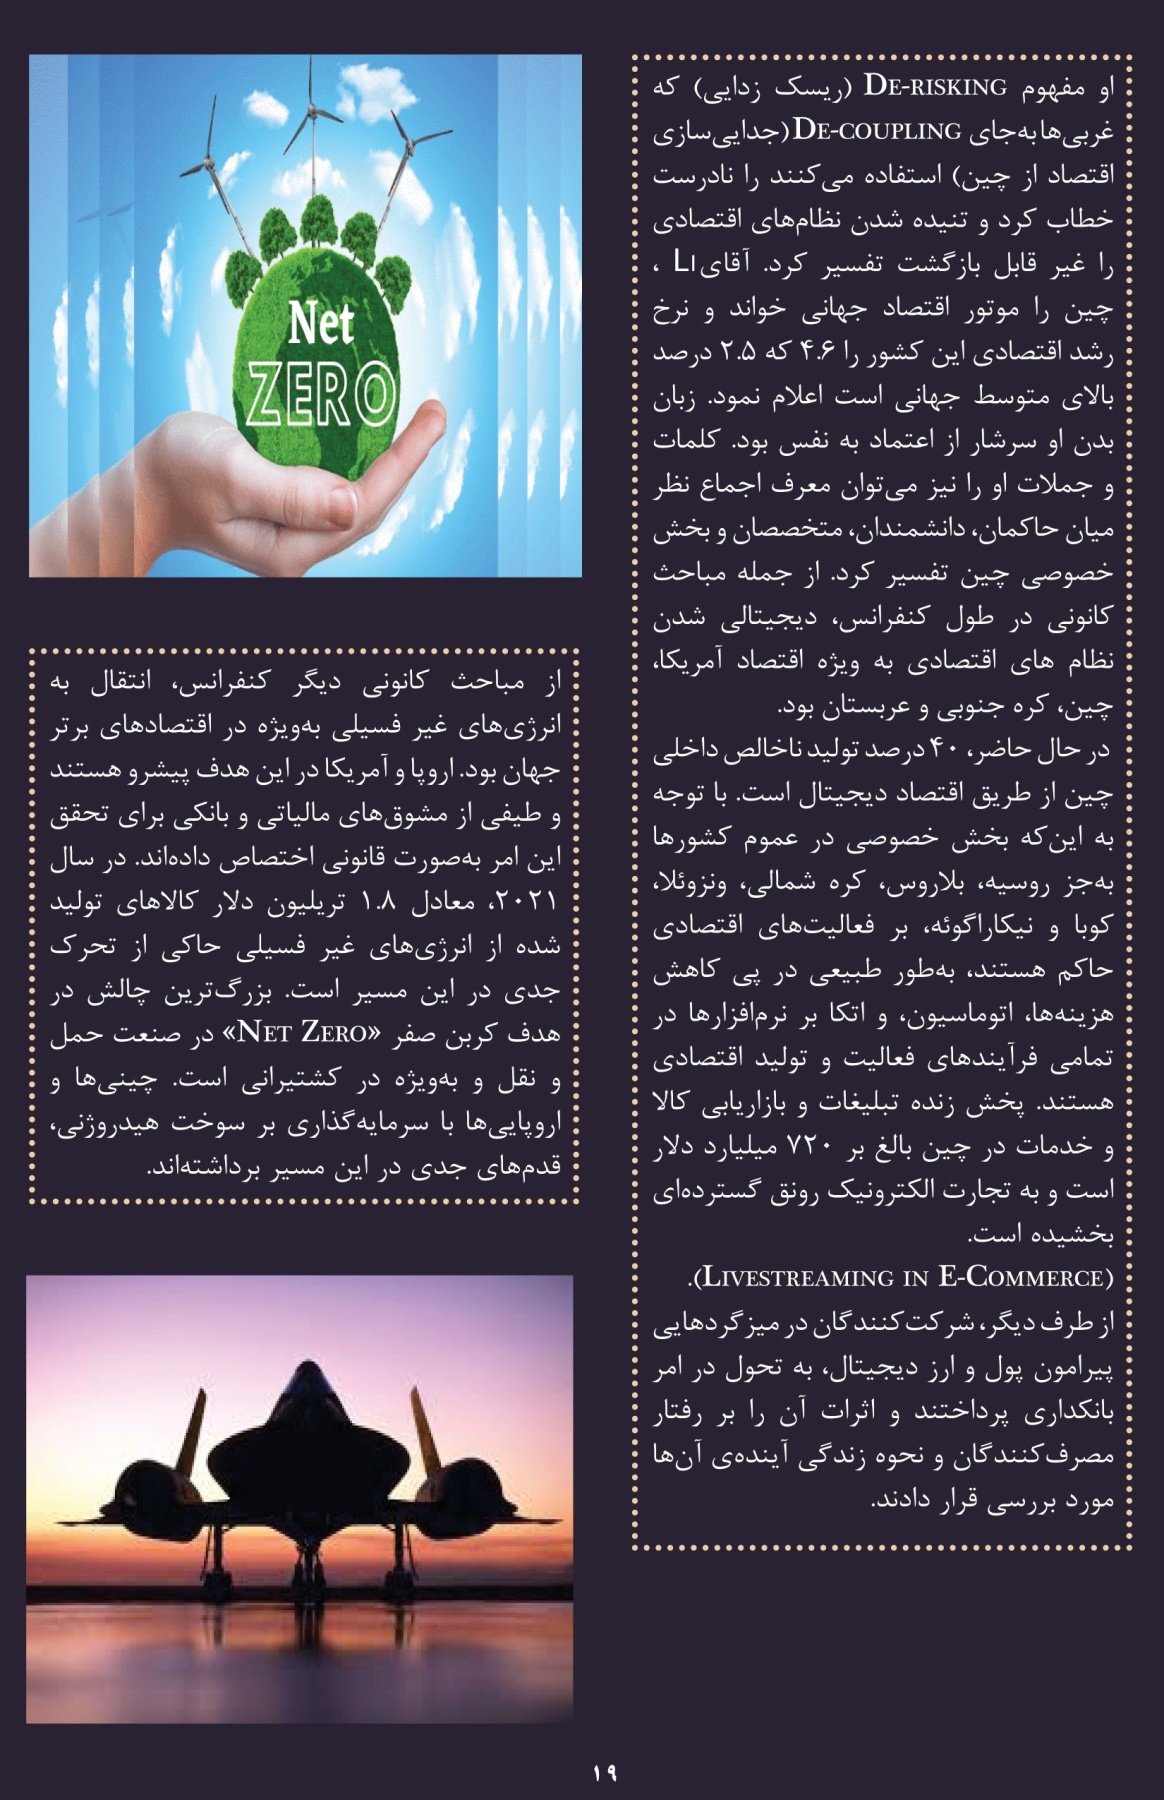 او مفهوم DE-RISKING (ریسک زدایی) که
غربی‌ها به‌جای DE-COUPLING (جدایی‌سازی
اقتصاد از چین) استفاده می‌کنند را نادرست
خطاب کرد و تنیده شدن نظام‌های اقتصادی
را غیر قابل بازگشت تفسیر کرد. آقای LI ،
چین را موتور اقتصاد جهانی خواند و نرخ
رشد اقتصادی این کشور را ۴.۶ که ۲.۵ درصد
بالای متوسط جهانی است اعلام نمود. زبان
بدن او سرشار از اعتماد به نفس بود. کلمات
و جملات او را نیز می‌توان معرف اجماع نظر
میان حاکمان، دانشمندان، متخصصان و بخش
خصوصی چین تفسیر کرد. از جمله مباحث
کانونی در طول کنفرانس، دیجیتالی شدن
نظام های اقتصادی به ویژه اقتصاد آمریکا،
چین، کره جنوبی و عربستان بود.
در حال حاضر، ۴۰ درصد تولید ناخالص داخلی
چین از طریق اقتصاد دیجیتال است. با توجه
به این‌که بخش خصوصی در عموم کشورها
به‌جز روسیه، بلاروس، کره شمالی، ونزوئلا،
کوبا و نیکاراگوئه، بر فعالیت‌های اقتصادی
حاکم هستند، به‌طور طبیعی در پی کاهش
هزینه‌ها، اتوماسیون، و اتکا بر نرم‌افزارها در
تمامی فرآیندهای فعالیت و تولید اقتصادی
هستند. پخش زنده تبلیغات و بازاریابی کالا
و خدمات در چین بالغ بر ۷۲۰ میلیارد دلار
است و به تجارت الکترونیک رونق گسترده‌ای
بخشیده است.
(LIVESTREAMING IN E-COMMERCE).
از طرف دیگر، شرکت‌کنندگان در میزگردهایی
پیرامون پول و ارز دیجیتال، به تحول در امر
بانکداری پرداختند و اثرات آن را بر رفتار
مصرف‌کنندگان و نحوه زندگی آینده‌ی آن‌ها
مورد بررسی قرار دادند.
Net
ZERO
از مباحث کانونی دیگر کنفرانس، انتقال به
انرژی‌های غیر فسیلی به‌ویژه در اقتصادهای برتر
جهان بود. اروپا و آمریکا در این هدف پیشرو هستند
و طیفی از مشوق‌های مالیاتی و بانکی برای تحقق
این امر به‌صورت قانونی اختصاص داده‌اند. در سال
۲۰۲۱، معادل ۱.۸ تریلیون دلار کالاهای تولید
شده از انرژی‌های غیر فسیلی حاکی از تحرک
جدی در این مسیر است. بزرگ‌ترین چالش در
هدف کربن صفر «NET ZERO» در صنعت حمل
و نقل و به‌ویژه در کشتیرانی است. چینی‌ها و
اروپایی‌ها با سرمایه‌گذاری بر سوخت هیدروژنی،
قدم‌های جدی در این مسیر برداشته‌اند.
۱۹